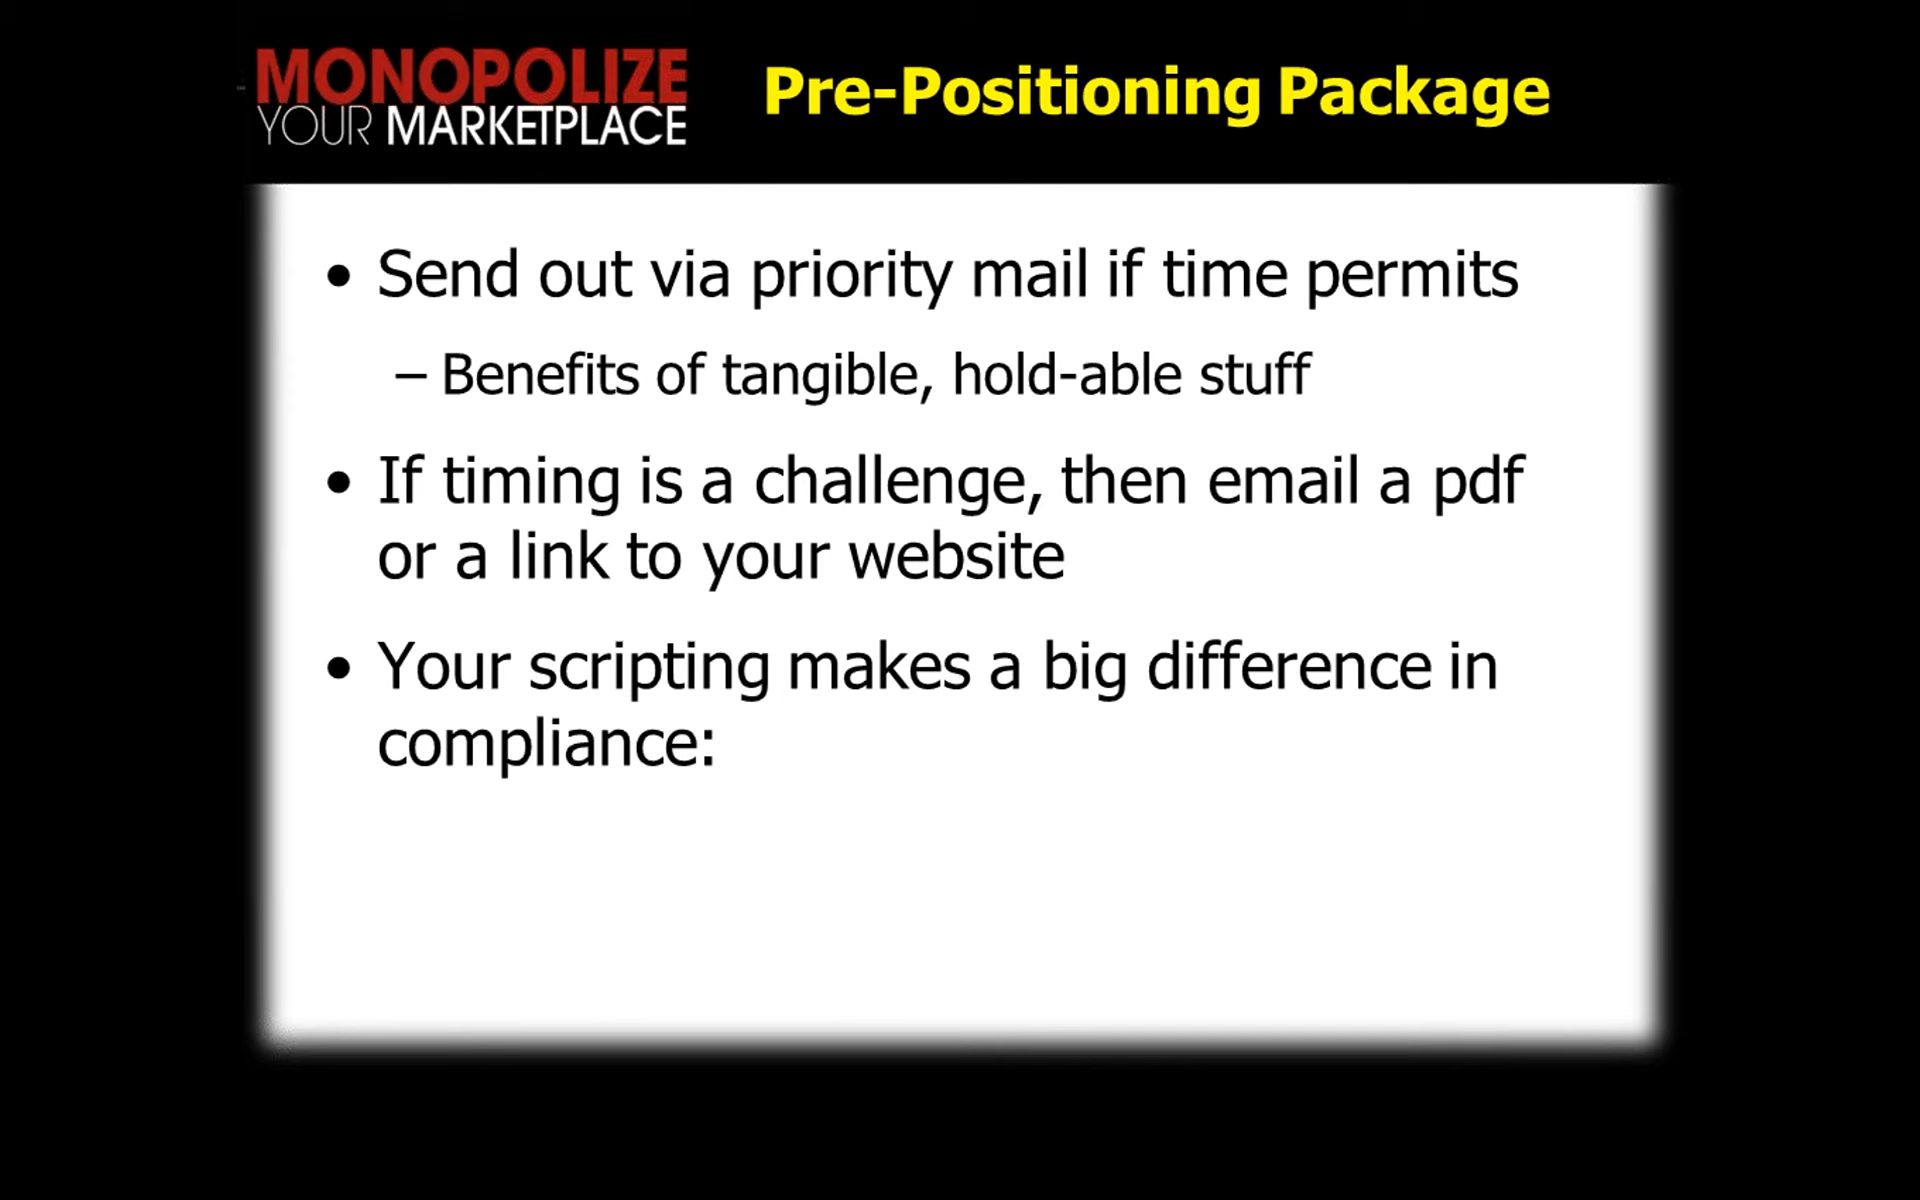 MONOPOLIZE
YOUR MARKETPLACE
Pre-Positioning Package
• Send out via priority mail if time permits
– Benefits of tangible, hold-able stuff
• If timing is a challenge, then email a pdf
or a link to your website
• Your scripting makes a big difference in
compliance: